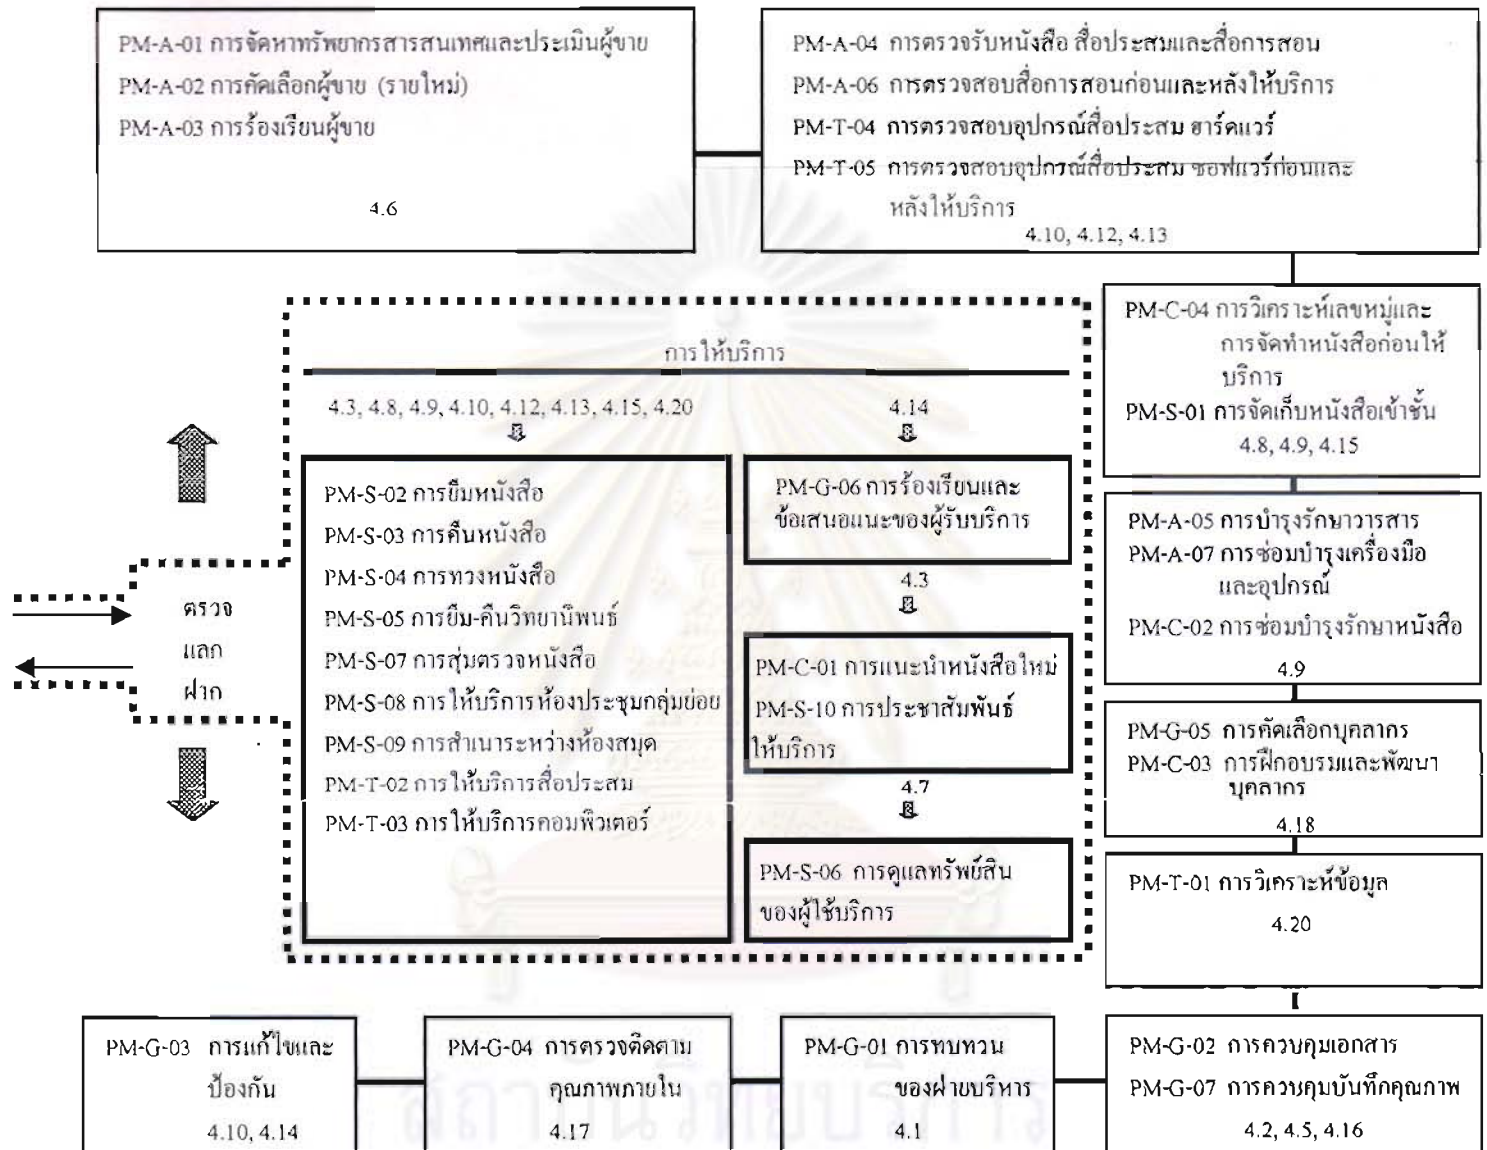 PM-A-01 การจัดหาทรัพยากรสารสนเทศและประเมินผู้ขาย
PM-A-02 การคัดเลือกผู้ขาย (รายใหม่)
PM-A-03 การร้องเรียนผู้ขาย
4.6
PM-A-04 การตรวจรับหนังสือ สื่อประสมและสื่อการสอน
PM-A-06 การตรวจสอบสื่อการสอนก่อนและหลังให้บริการ
PM-T-04 การตรวจสอบอุปกรณ์สื่อประสม ฮาร์คแวร์
PM-T-05 การตรวจสอบอุปกรณ์สื่อประสม ซอฟแวร์ก่อนและ
หลังให้บริการ
4.10, 4.12, 4.13
PM-C-04 การวิเคราะห์เลขหมู่และ
การจัดทำหนังสือก่อนให้
บริการ
PM-S-01 การจัดเก็บหนังสือเข้าชั้น
4.8, 4.9, 4.15
PM-A-05 การบำรุงรักษาวารสาร
PM-A-07 การซ่อมบำรุงเครื่องมือ
และอุปกรณ์
PM-C-02 การซ่อมบำรุงรักษาหนังสือ
4.9
PM-G-05 การคัดเลือกบุคลากร
PM-C-03 การฝึกอบรมและพัฒนา
บุคลากร
4.18
PM-T-01 การวิเคราะห์ข้อมูล
4.20
การให้บริการ
4.3, 4.8, 4.9, 4.10, 4.12, 4.13, 4.15, 4.20
PM-S-02 การยืมหนังสือ
PM-S-03 การคืนหนังสือ
PM-S-04 การทวงหนังสือ
PM-S-05 การยืม-คืนวิทยานิพนธ์
PM-S-07 การสุ่มตรวจหนังสือ
PM-S-08 การให้บริการห้องประชุมกลุ่มย่อย
PM-S-09 การสำเนาระหว่างห้องสมุด
PM-T-02 การให้บริการสื่อประสม
PM-T-03 การให้บริการคอมพิวเตอร์
4.14
PM-G-06 การร้องเรียนและ
ข้อเสนอแนะของผู้รับบริการ
4.3
PM-C-01 การแนะนำหนังสือใหม่
PM-S-10 การประชาสัมพันธ์
ให้บริการ
4.7
PM-S-06 การดูแลทรัพย์สิน
ของผู้ใช้บริการ
ตรวจ
แลก
ฝาก
PM-G-03 การแก้ไขและ
ป้องกัน
4.10, 4.14
PM-G-04 การตรวจติดตาม
คุณภาพภายใน
4.17
PM-G-01 การทบทวน
ของฝ่ายบริหาร
4.1
PM-G-02 การควบคุมเอกสาร
PM-G-07 การควบคุมบันทึกคุณภาพ
4.2, 4.5, 4.16
สถาบันวิทยบริการ